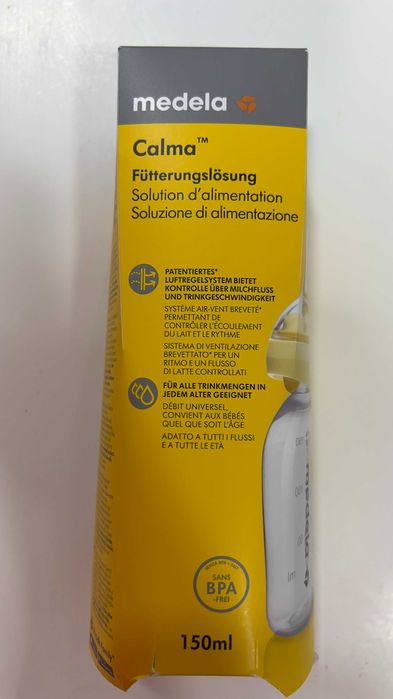 medela
Calma™
Fütterungslösung
Solution d'alimentation
Soluzione di alimentazione
PATENTIERTES*
LUFTREGELSYSTEM BIETET
KONTROLLE ÜBER MILCHFLUSS
UND TRINKGESCHWINDIGKEIT
SYSTÈME AIR-VENT BREVETÉ*
PERMETTANT DE
CONTRÔLER L'ÉCOULEMENT
DU LAIT ET LE RYTHME
SISTEMA DI VENTILAZIONE
BREVETTATO* PER UN
RITMO E UN FLUSSO
DI LATTE CONTROLLATI
FÜR ALLE TRINKMENGEN IN
JEDEM ALTER GEEIGNET
DÉBIT UNIVERSEL,
CONVIENT AUX BÉBÉS
QUEL QUE SOIT L'ÂGE
ADATTO A TUTTI I FLUSSI
E A TUTTE LE ETÀ
SANS
BPA
-FREI
150ml
medela
ml